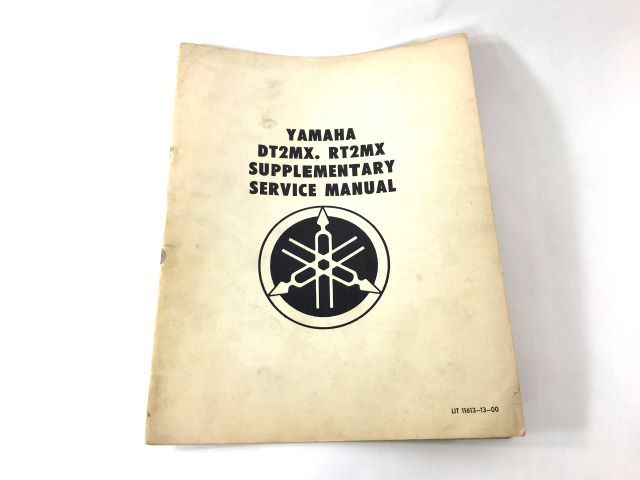 YAMAHA
DT2MX. RT2MX
SUPPLEMENTARY
SERVICE MANUAL
LIT 11613-13-00